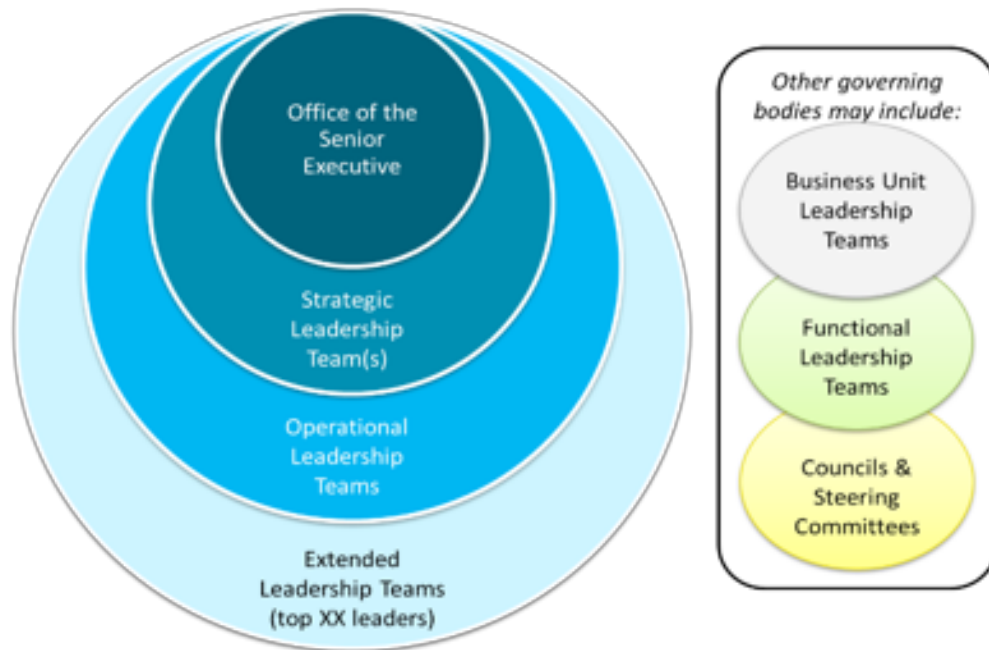 Office of the
Senior
Executive
Strategic
Leadership
Team(s)
Operational
Leadership
Teams
Extended
Leadership Teams
(top XX leaders)
Other governing
bodies may include:
Business Unit
Leadership
Teams
Functional
Leadership
Teams
Councils &
Steering
Committees